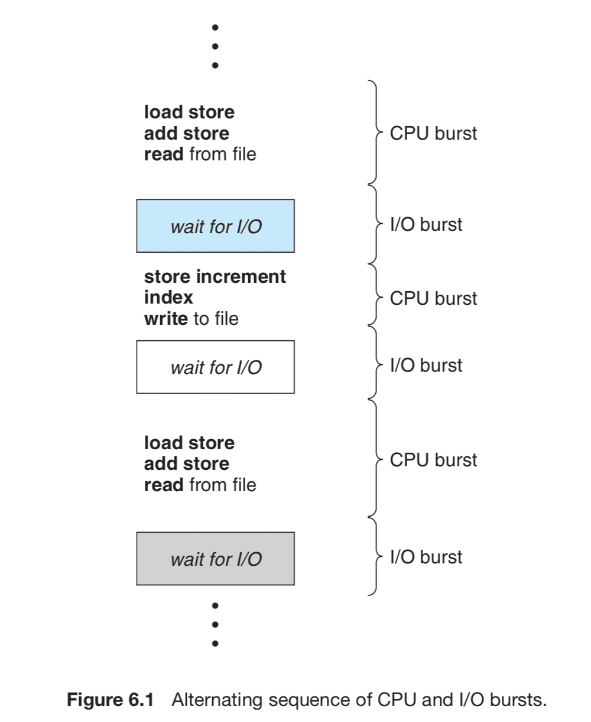 load store
add store
read from file
CPU burst
wait for I/O
I/O burst
store increment
index
write to file
CPU burst
wait for I/O
I/O burst
load store
add store
read from file
CPU burst
wait for I/O
I/O burst
Figure 6.1 Alternating sequence of CPU and I/O bursts.